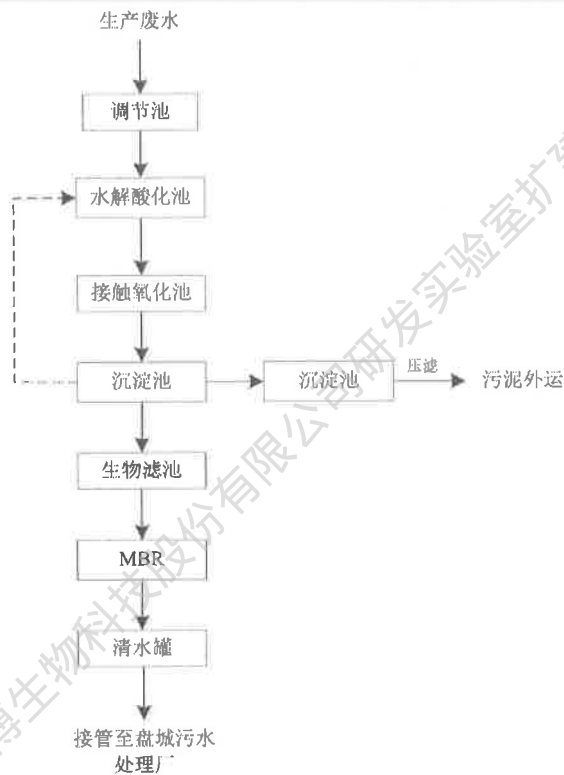 生产废水
调节池
水解酸化池
接触氧化池
沉淀池
沉淀池
压滤
污泥外运
生物滤池
MBR
清水罐
接管至盘城污水
处理厂
博生物科技股份有限公司研发实验室扩建